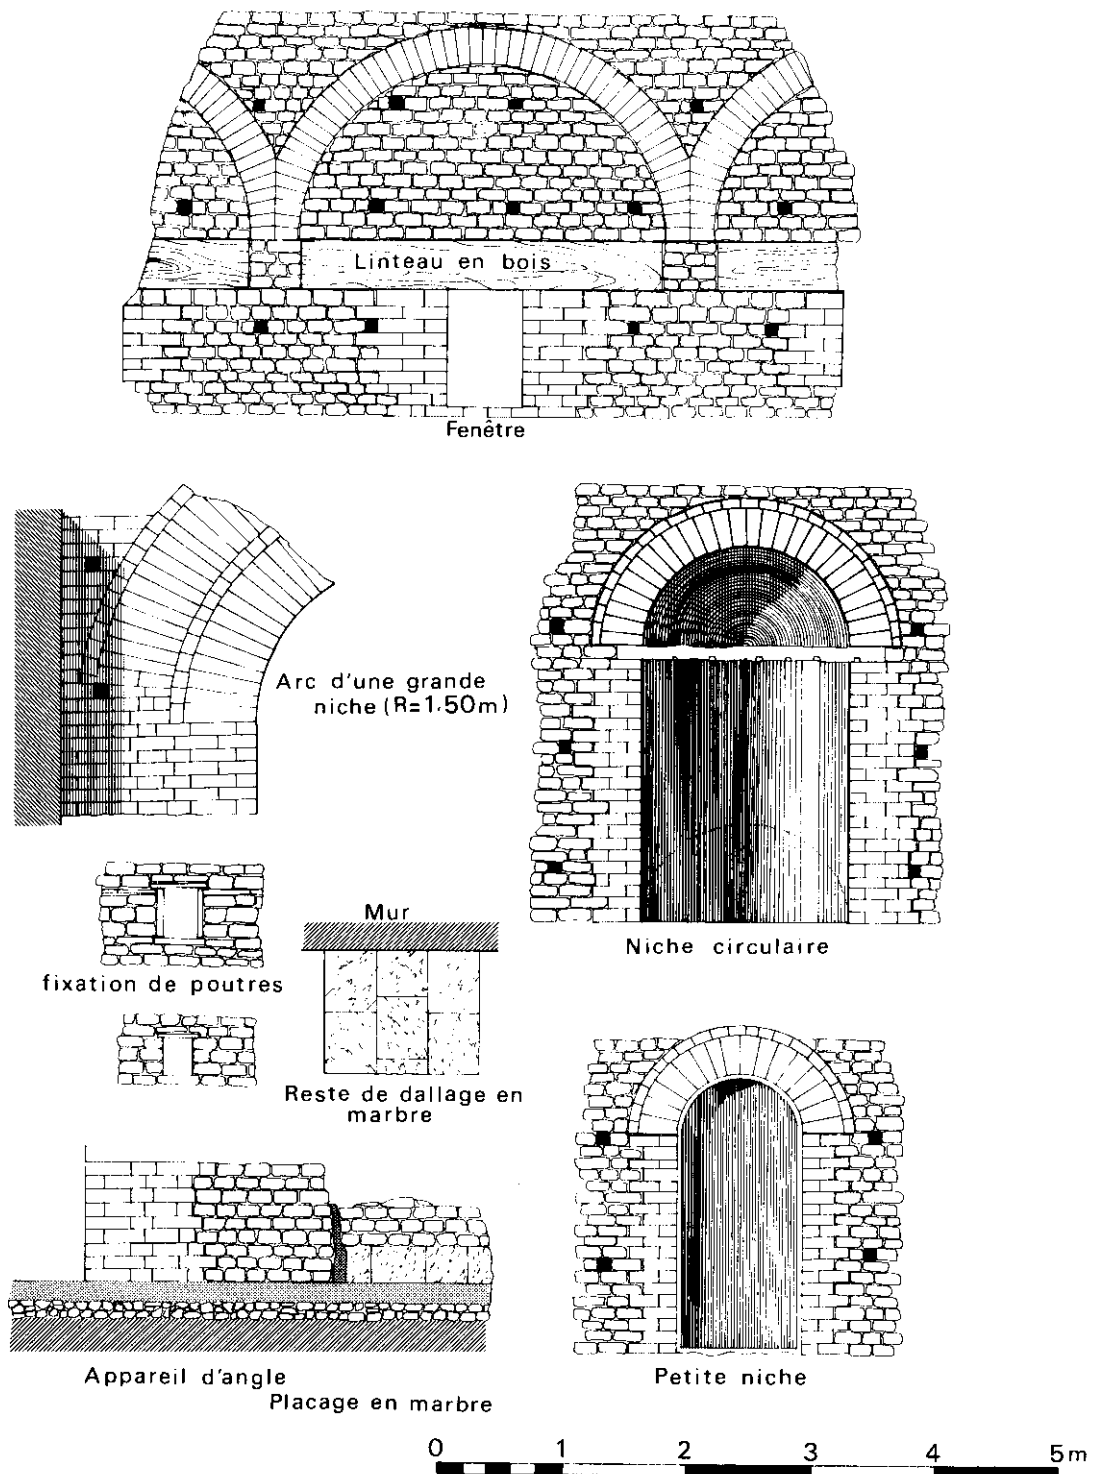 Linteau en bois
Fenêtre
Arc d'une grande
niche (R=1.50m)
Niche circulaire
fixation de poutres
Mur
Reste de dallage en
marbre
Appareil d'angle
Placage en marbre
Petite niche
0 1 2 3 4 5m